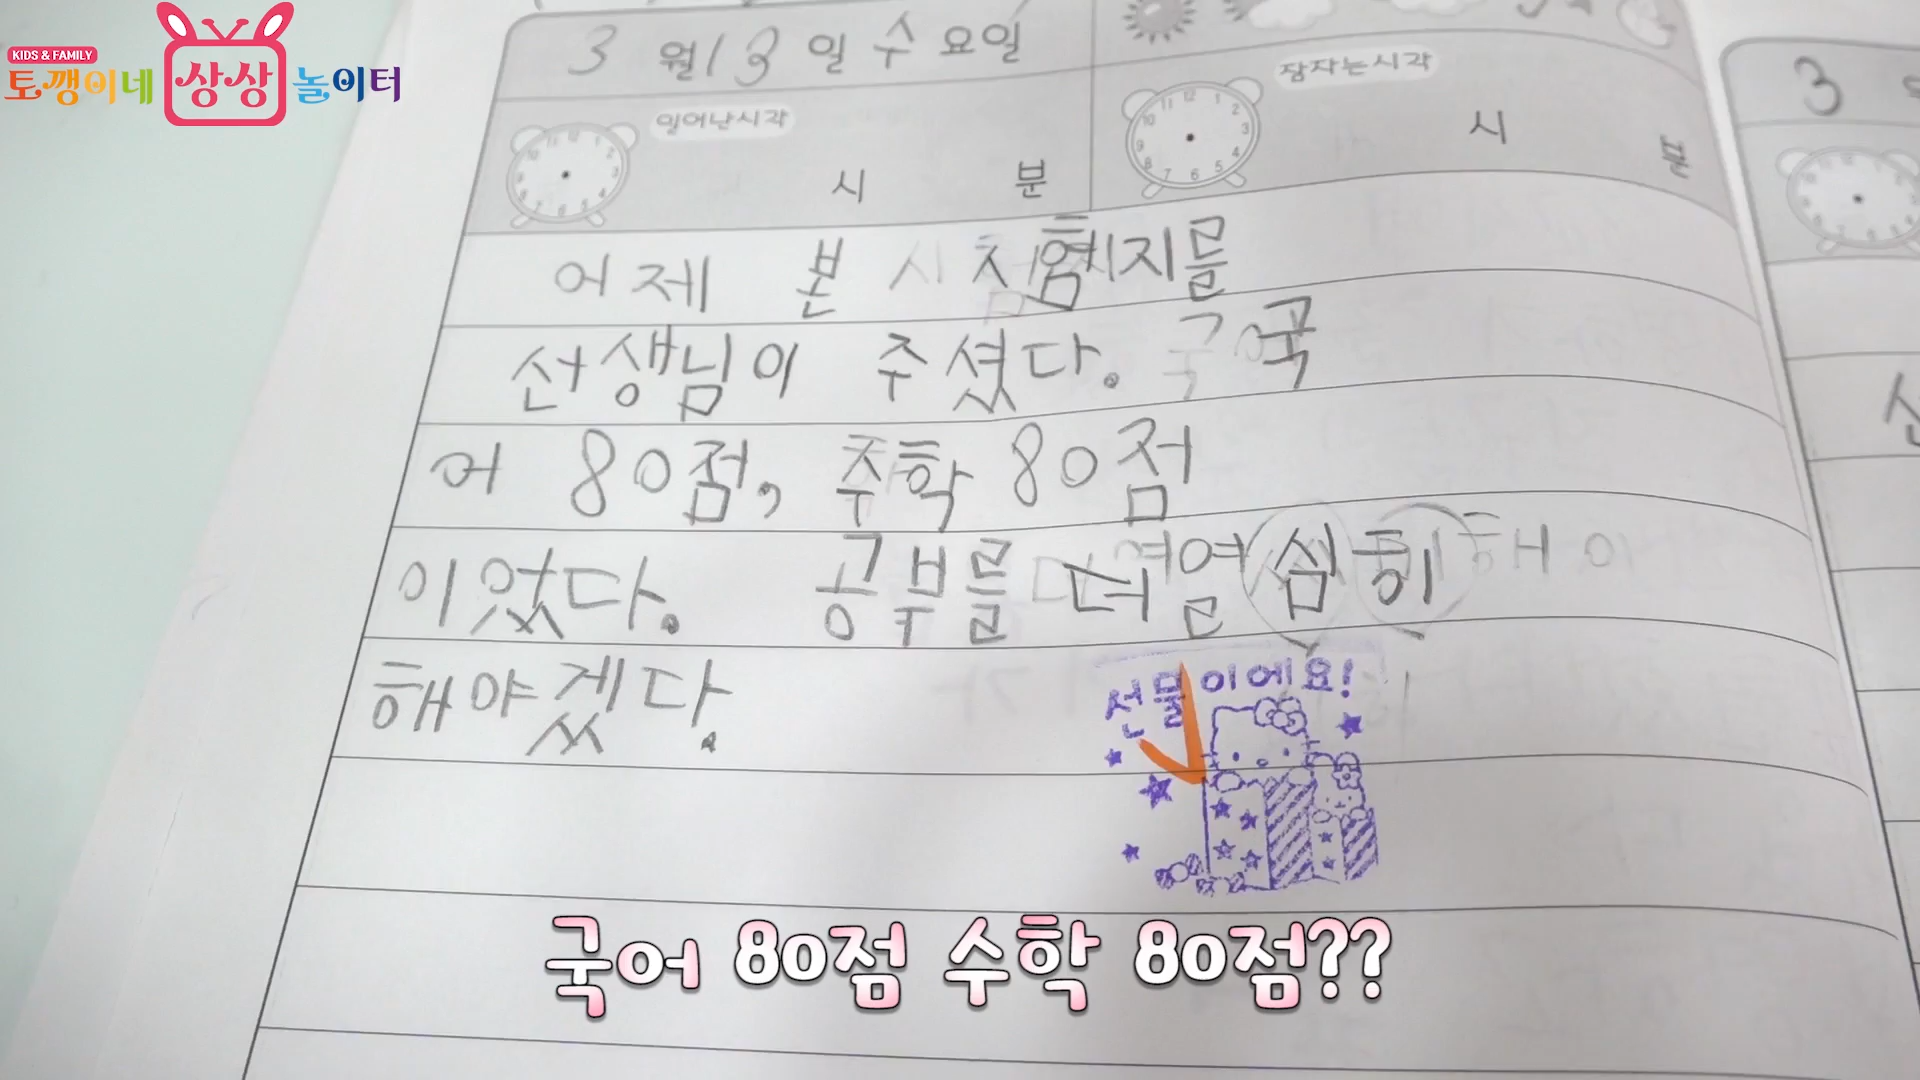 KIDS & FAMILY
토깽이네 상상 놀이터
3월 13일 수요일
일어난시각
시 분
잠자는시각
시 분
어제 본 시험지를
선생님이 주셨다. 국
어 80점, 수학 80점
이었다. 공부를 더 열심히
해야겠다.
선물이에요!
국어 80점 수학 80점??
3